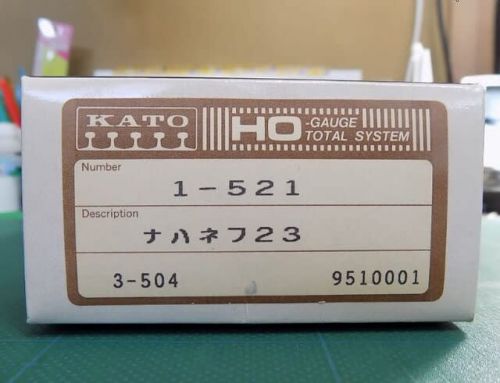 KATO
HO -GAUGE
TOTAL SYSTEM
Number
1-521
Description
ナハネフ23
3-504 9510001